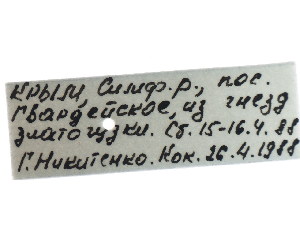 Крым, Симф.р., пос.
Гвардейское, из гнезд
златогузки. Сб. 15-16.4.88
Г.Никитенко. Кок. 26.4.1988